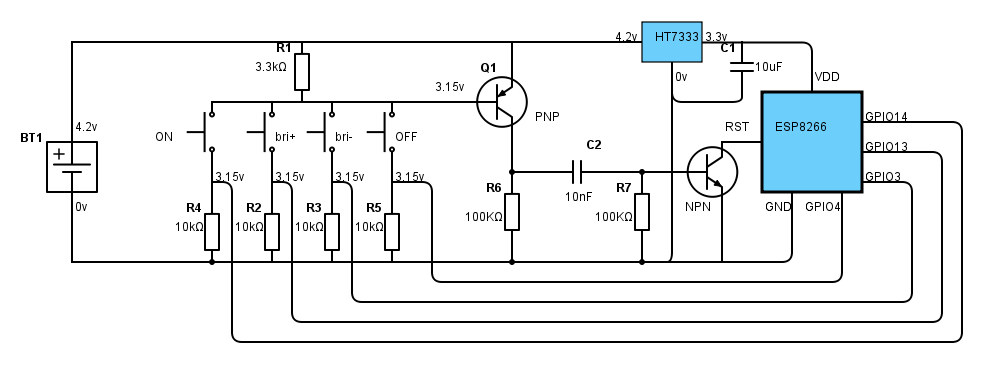 4.2v
HT7333
3.3v
R1
C1
3.3kΩ
Q1
0v
10uF
3.15v
VDD
PNP
GPIO14
4.2v
BT1
ON
bri+
bri-
OFF
RST
ESP8266
C2
GPIO13
3.15v
3.15v
3.15v
3.15v
GPIO3
0v
R4
R2
R3
R5
R6
10nF
R7
NPN
GND
GPIO4
10kΩ
10kΩ
10kΩ
10kΩ
100KΩ
100KΩ